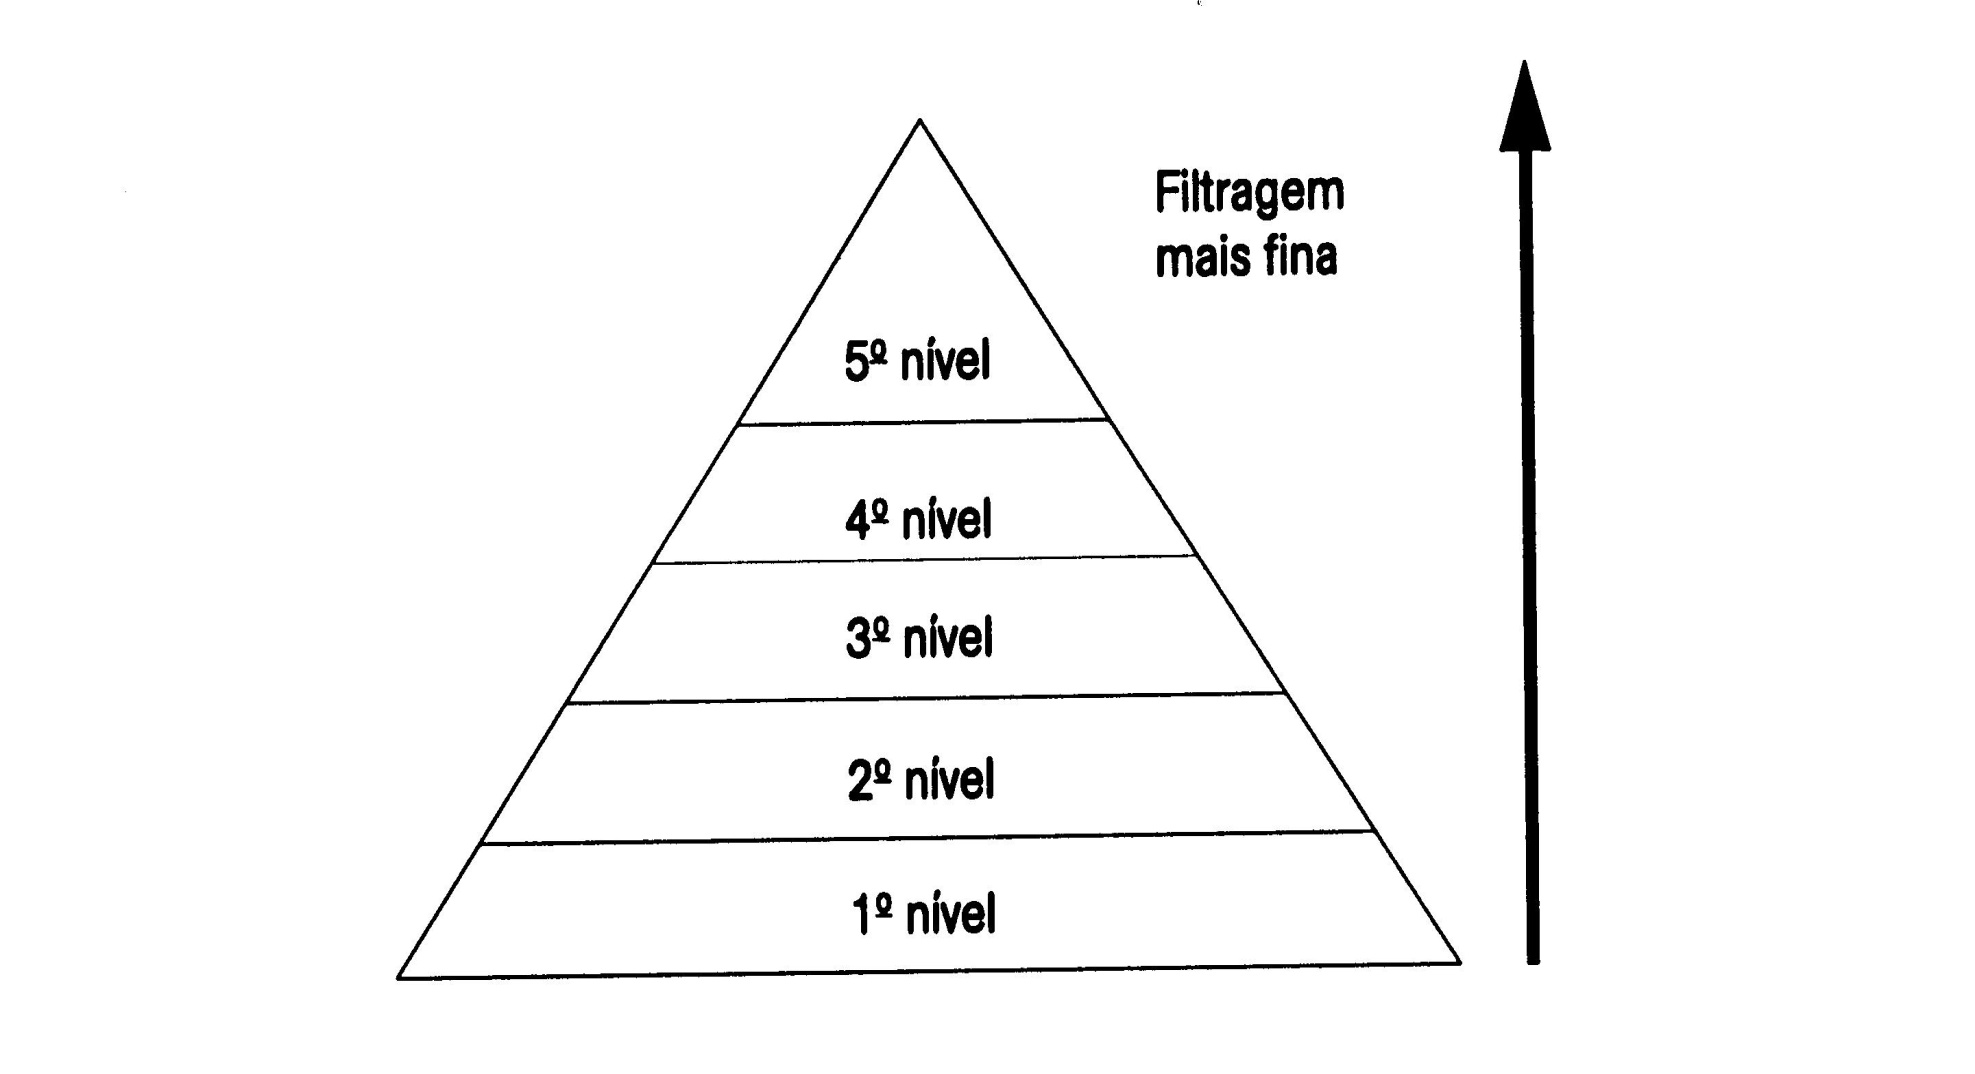 Filtragem
mais fina
5º nível
4º nível
3º nível
2º nível
1º nível